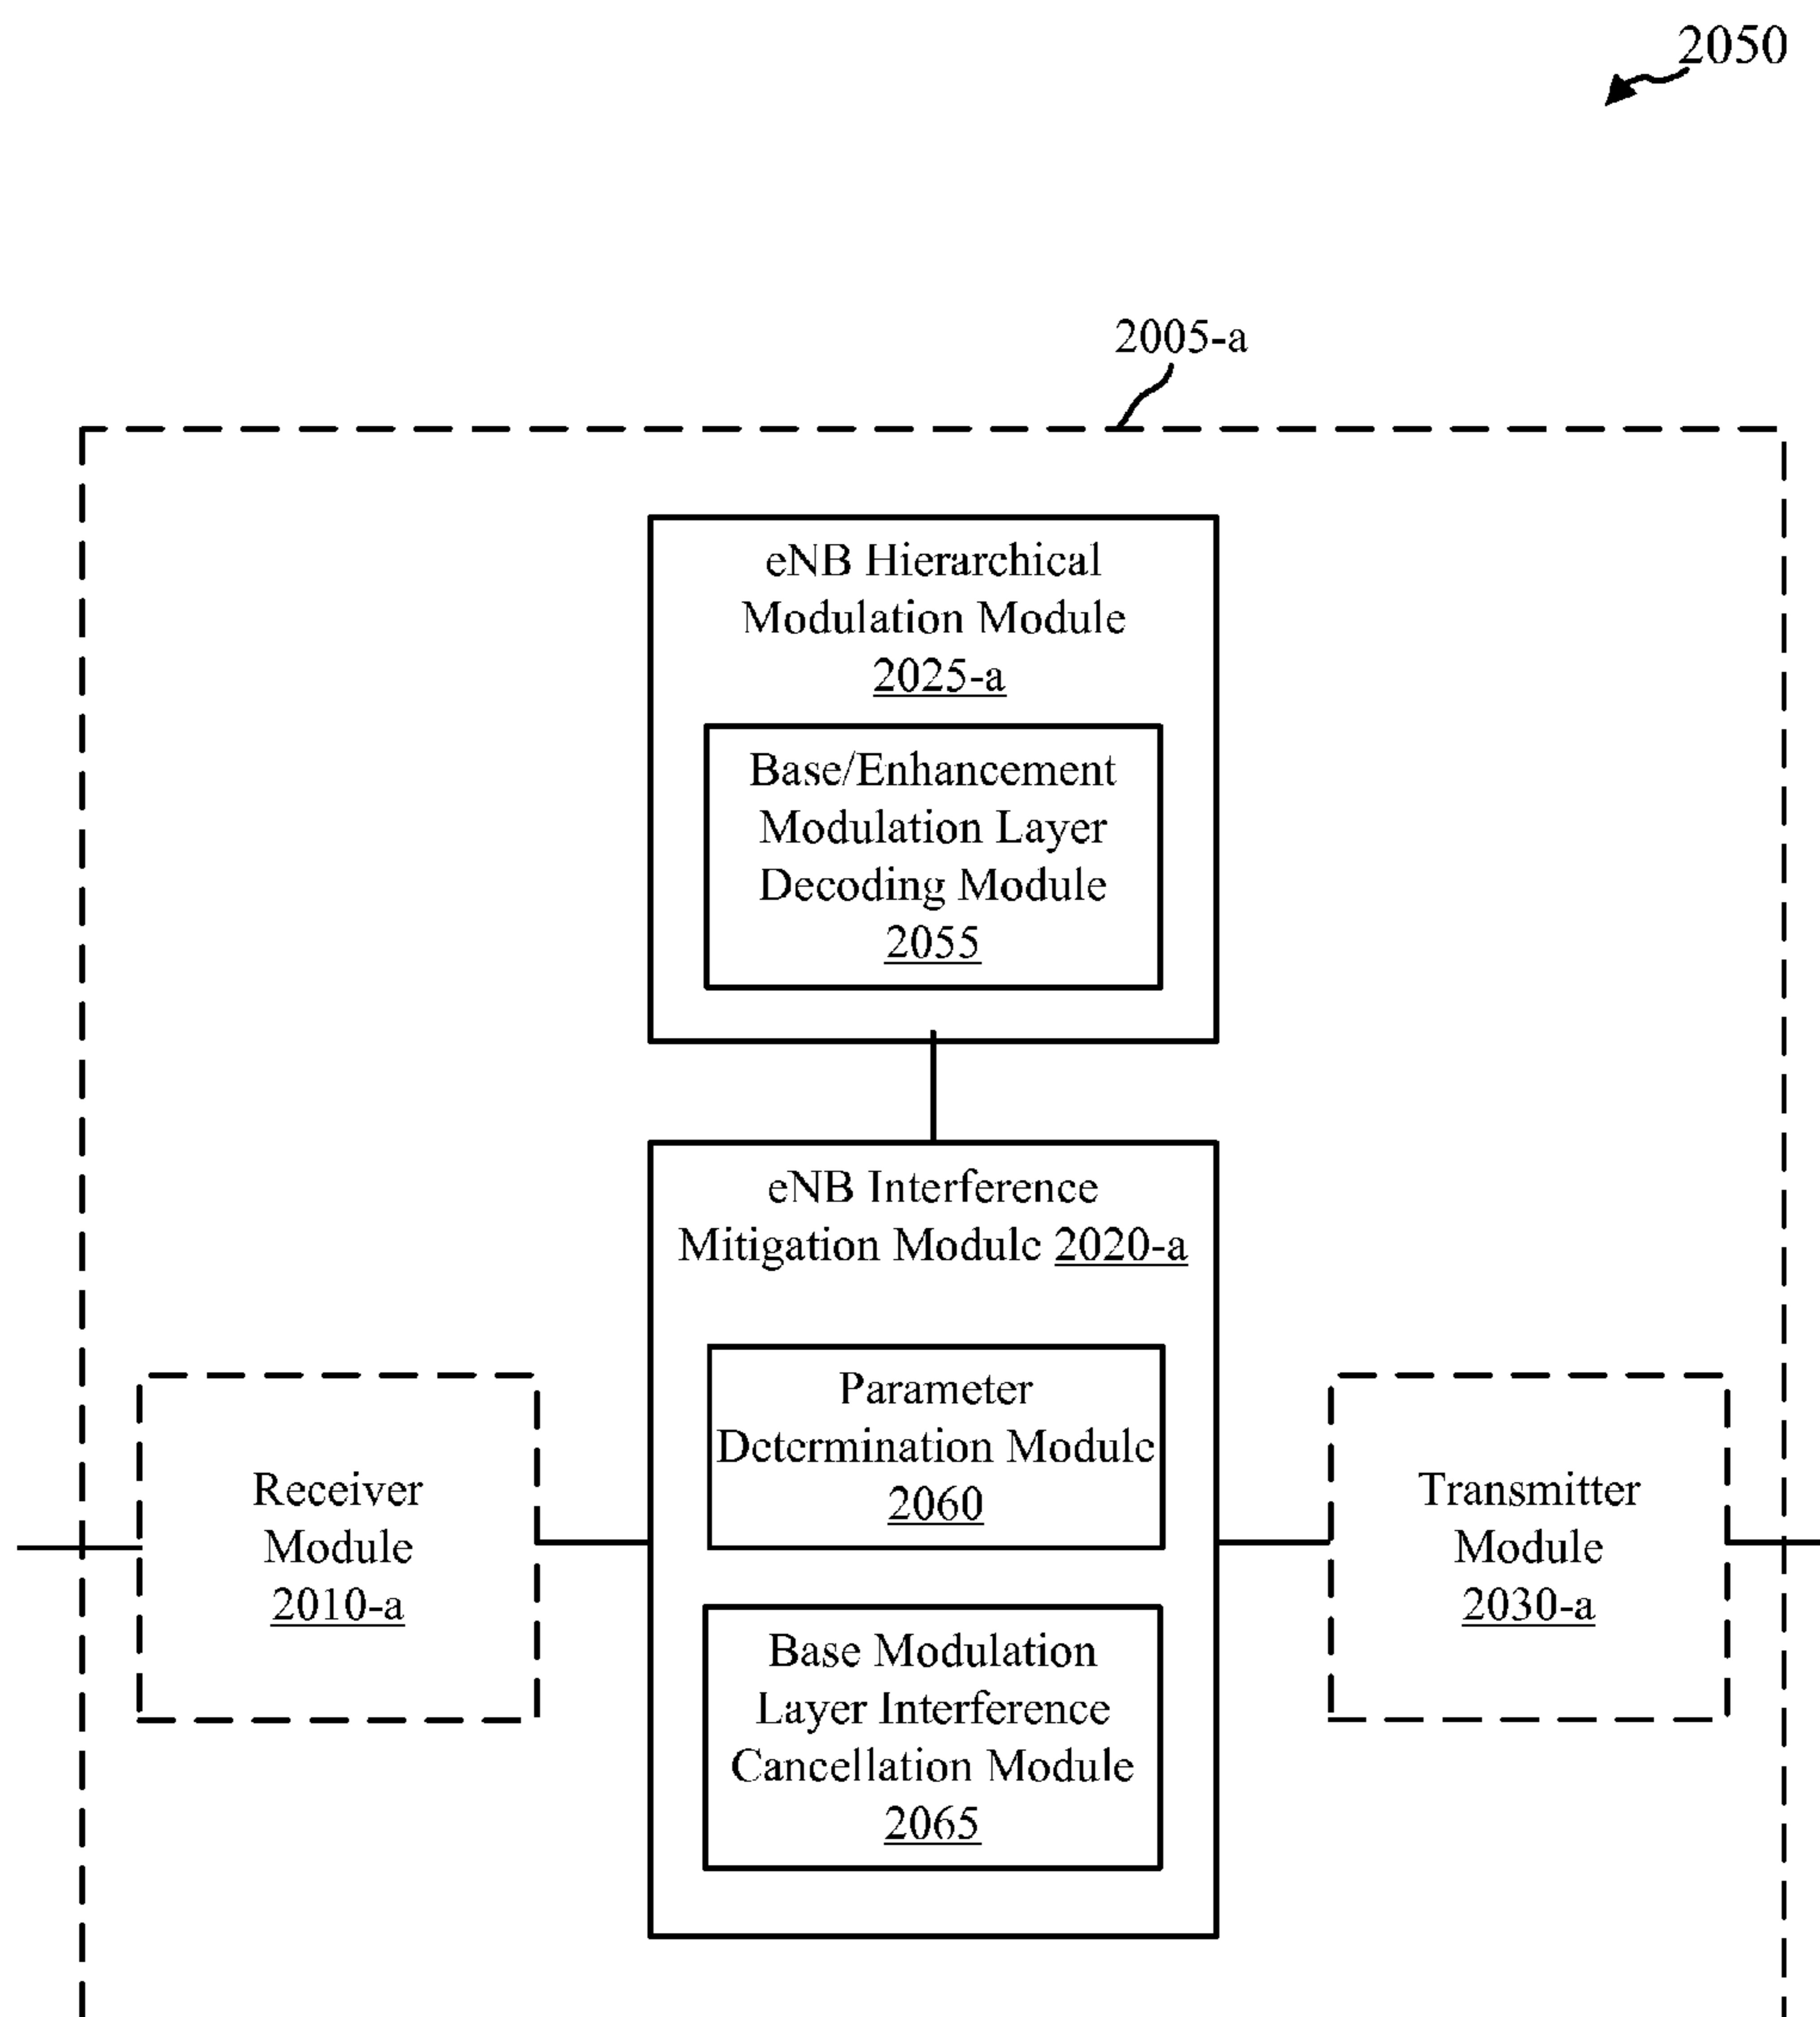 2050
2005-a
eNB Hierarchical
Modulation Module
2025-a
Base/Enhancement
Modulation Layer
Decoding Module
2055
eNB Interference
Mitigation Module 2020-a
Parameter
Determination Module
2060
Receiver
Module
2010-a
Transmitter
Module
2030-a
Base Modulation
Layer Interference
Cancellation Module
2065